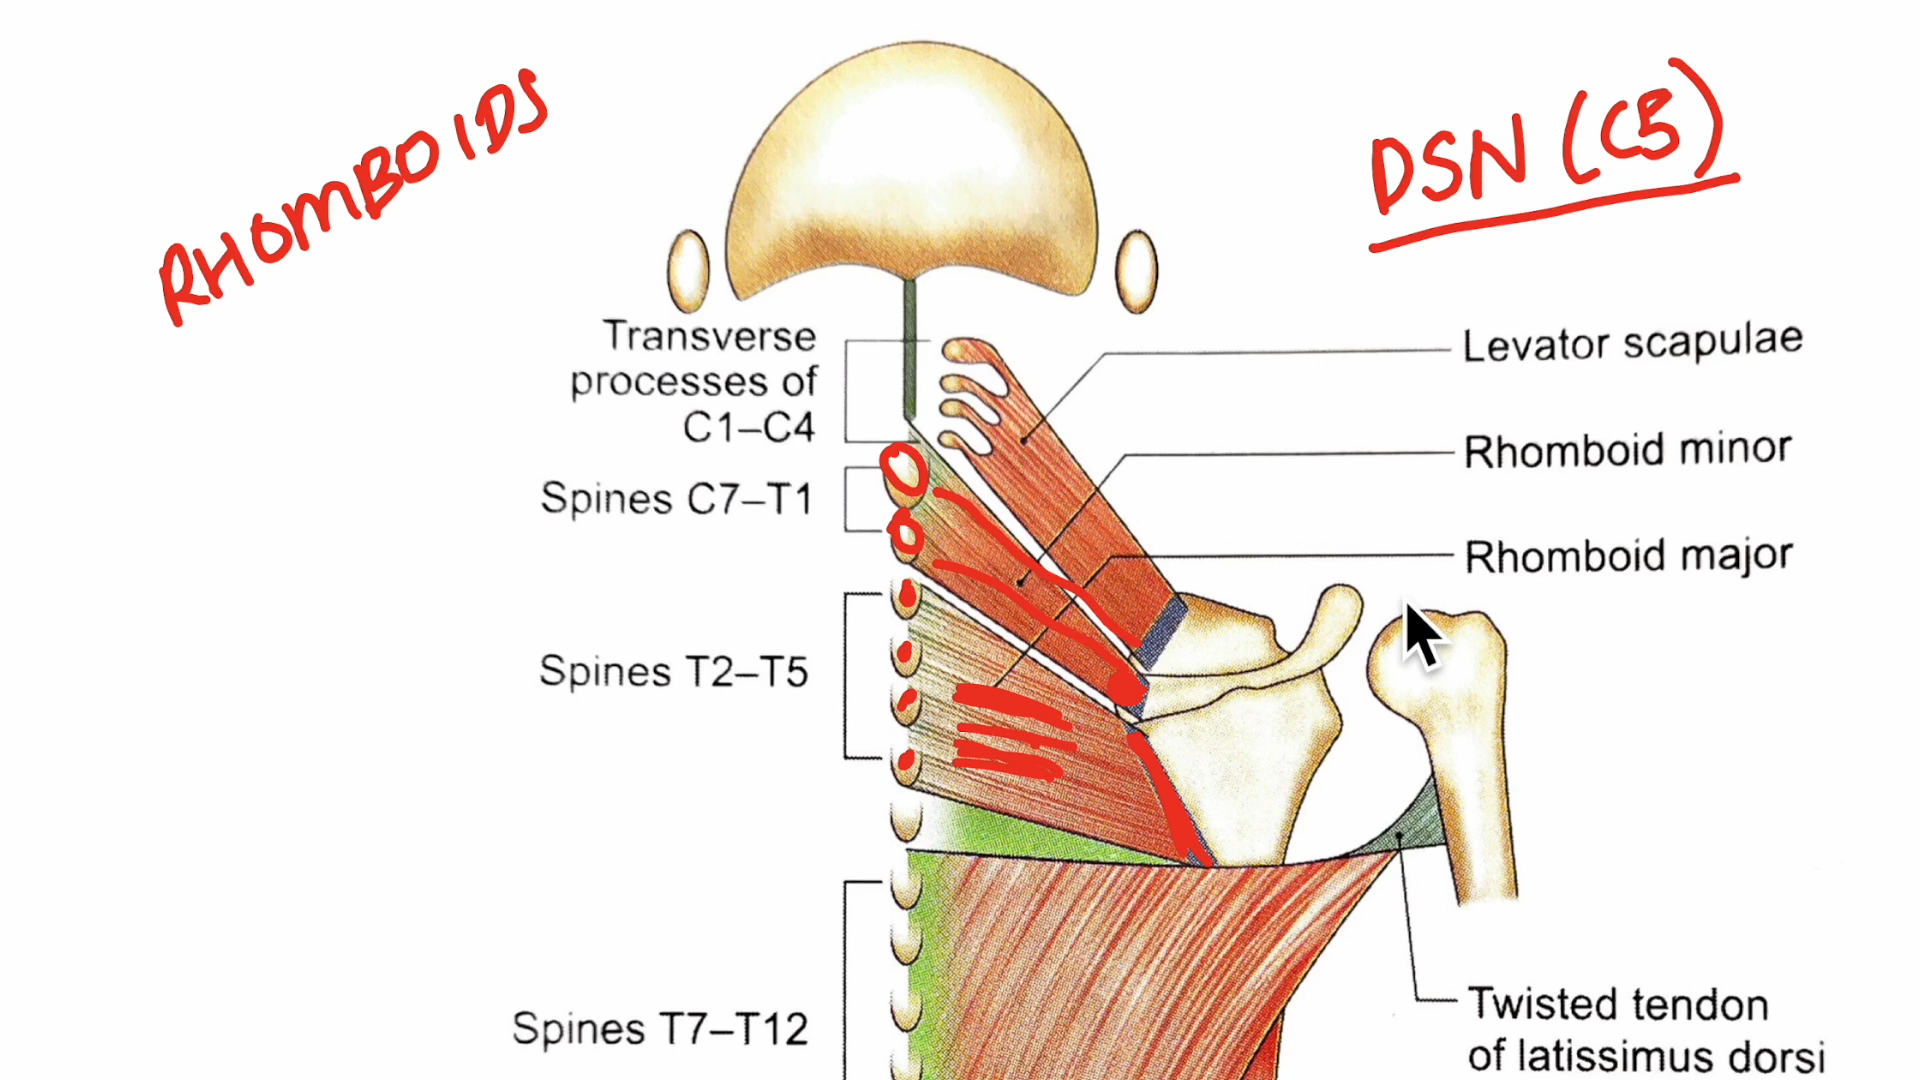 RHOMBOIDS
DSN (C5)
Transverse
processes of
C1–C4
Spines C7–T1
Spines T2–T5
Spines T7–T12
Levator scapulae
Rhomboid minor
Rhomboid major
Twisted tendon
of latissimus dorsi